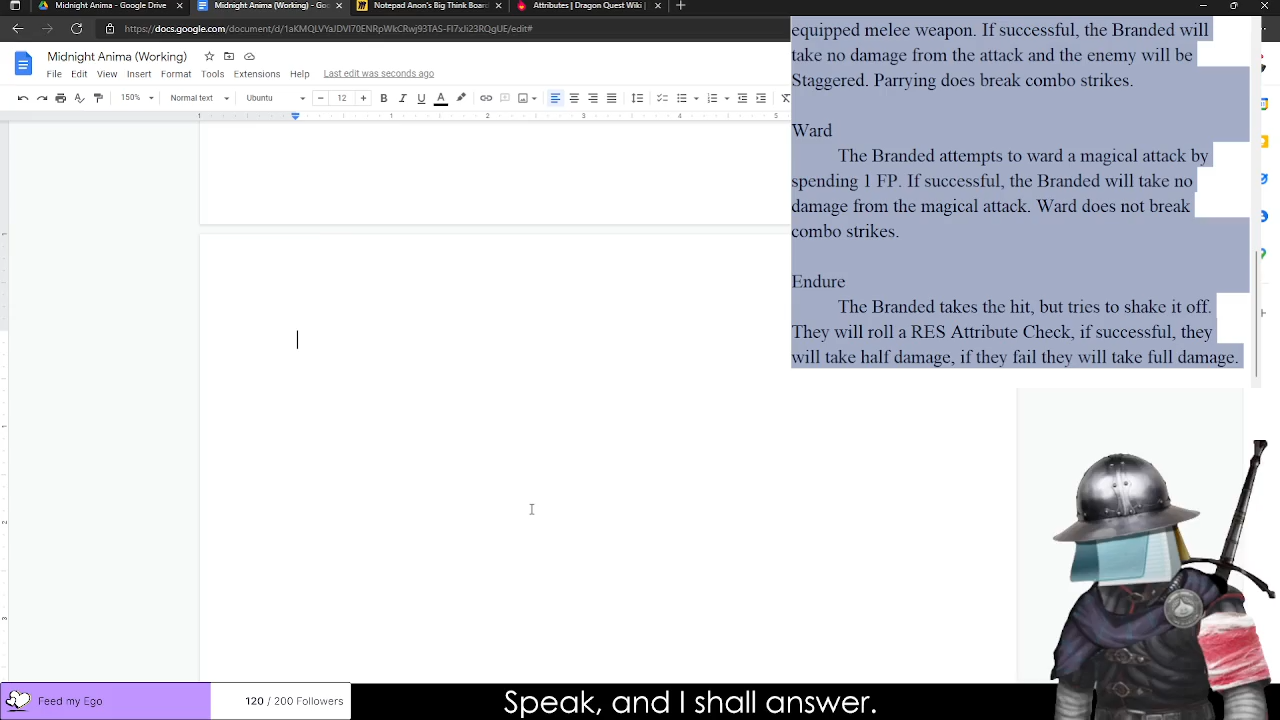 Midnight Anima - Google Drive
Midnight Anima (Working) - Goo
Notepad Anon's Big Think Board
Attributes | Dragon Quest Wiki
https://docs.google.com/document/d/1aKMQLVYaJDVl70ENRpWkCRwj93TAS-FI7xJi23RQgUE/edit#
Midnight Anima (Working)
File Edit View Insert Format Tools Extensions Help Last edit was seconds ago
150% Normal text Ubuntu 12
equipped melee weapon. If successful, the Branded will
take no damage from the attack and the enemy will be
Staggered. Parrying does break combo strikes.
Ward
The Branded attempts to ward a magical attack by
spending 1 FP. If successful, the Branded will take no
damage from the magical attack. Ward does not break
combo strikes.
Endure
The Branded takes the hit, but tries to shake it off.
They will roll a RES Attribute Check, if successful, they
will take half damage, if they fail they will take full damage.
Feed my Ego
120 / 200 Followers
Speak, and I shall answer.